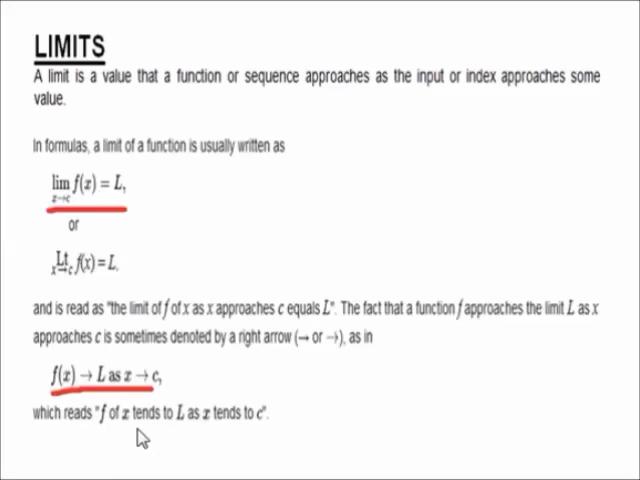 LIMITS
A limit is a value that a function or sequence approaches as the input or index approaches some
value.
In formulas, a limit of a function is usually written as
lim f(x) = L,
x→c
or
Lt f(x) = L.
x→c
and is read as "the limit of f of x as x approaches c equals L". The fact that a function f approaches the limit L as x
approaches c is sometimes denoted by a right arrow (→ or →), as in
f(x) → L as x → c,
which reads "f of x tends to L as x tends to c".